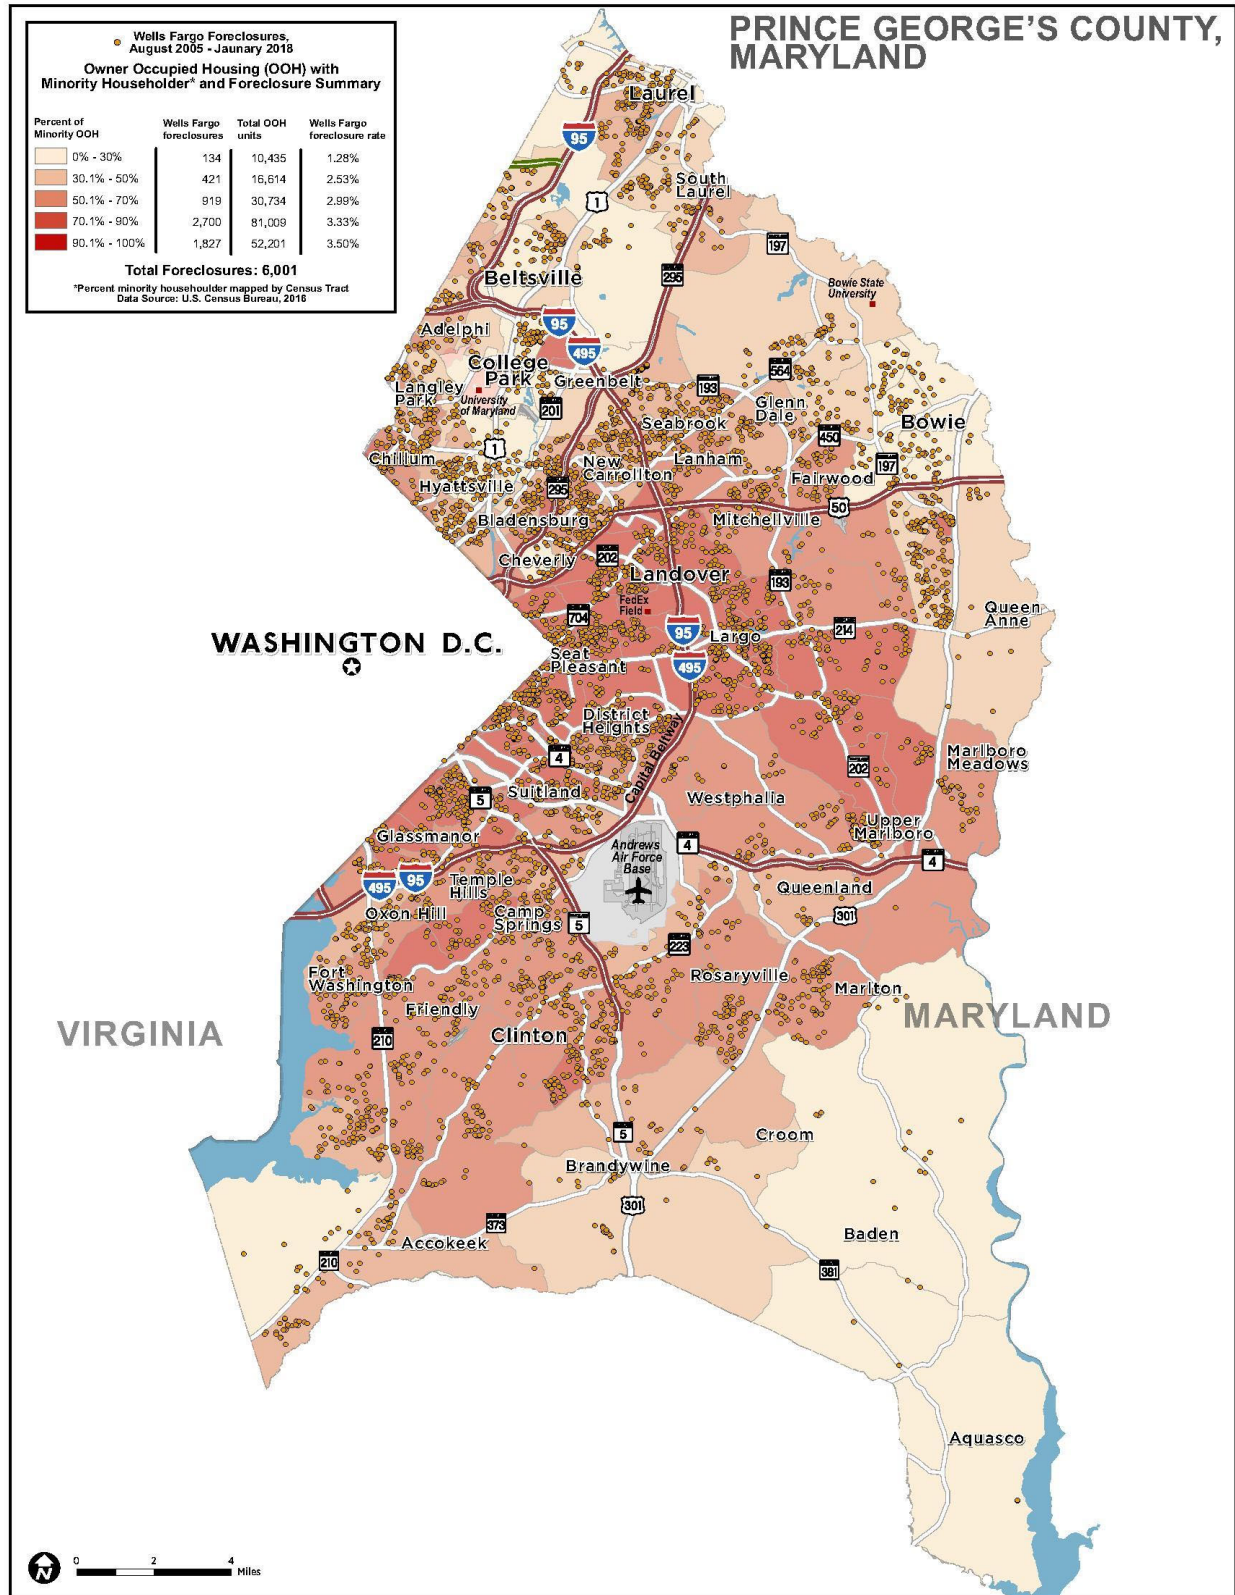 PRINCE GEORGE'S COUNTY,
MARYLAND
Wells Fargo Foreclosures,
August 2005 - Jaunary 2018
Owner Occupied Housing (OOH) with
Minority Householder* and Foreclosure Summary
Percent of Minority OOH | Wells Fargo foreclosures | Total OOH units | Wells Fargo foreclosure rate
0% - 30% 134 10,435 1.28%
30.1% - 50% 421 16,614 2.53%
50.1% - 70% 919 30,734 2.99%
70.1% - 90% 2,700 81,009 3.33%
90.1% - 100% 1,827 52,201 3.50%
Total Foreclosures: 6,001
*Percent minority househoulder mapped by Census Tract
Data Source: U.S. Census Bureau, 2016
Laurel
95
South
Laurel
1
197
295
Beltsville
Bowie State
University
95
Adelphi
495
College
Park
Greenbelt
564
193
Langley
Park
University
of Maryland
201
Glenn
Dale
Seabrook
Bowie
450
1
Chillum
New
Carrollton
Lanham
197
Fairwood
Hyattsville
295
50
Bladensburg
Mitchellville
Cheverly
202
Landover
193
FedEx
Field
704
Queen
Anne
95
214
Largo
WASHINGTON D.C.
Seat
Pleasant
495
District
Heights
Capital Beltway
4
Marlboro
Meadows
202
Suitland
5
Westphalia
Upper
Marlboro
Glassmanor
Andrews
Air Force
Base
4
4
495
95
Temple
Hills
Queenland
Oxon Hill
Camp
Springs
5
301
223
Fort
Washington
Rosaryville
Marlton
Friendly
VIRGINIA
MARYLAND
Clinton
210
5
Croom
Brandywine
301
373
Baden
Accokeek
210
381
Aquasco
N
0 2 4
Miles